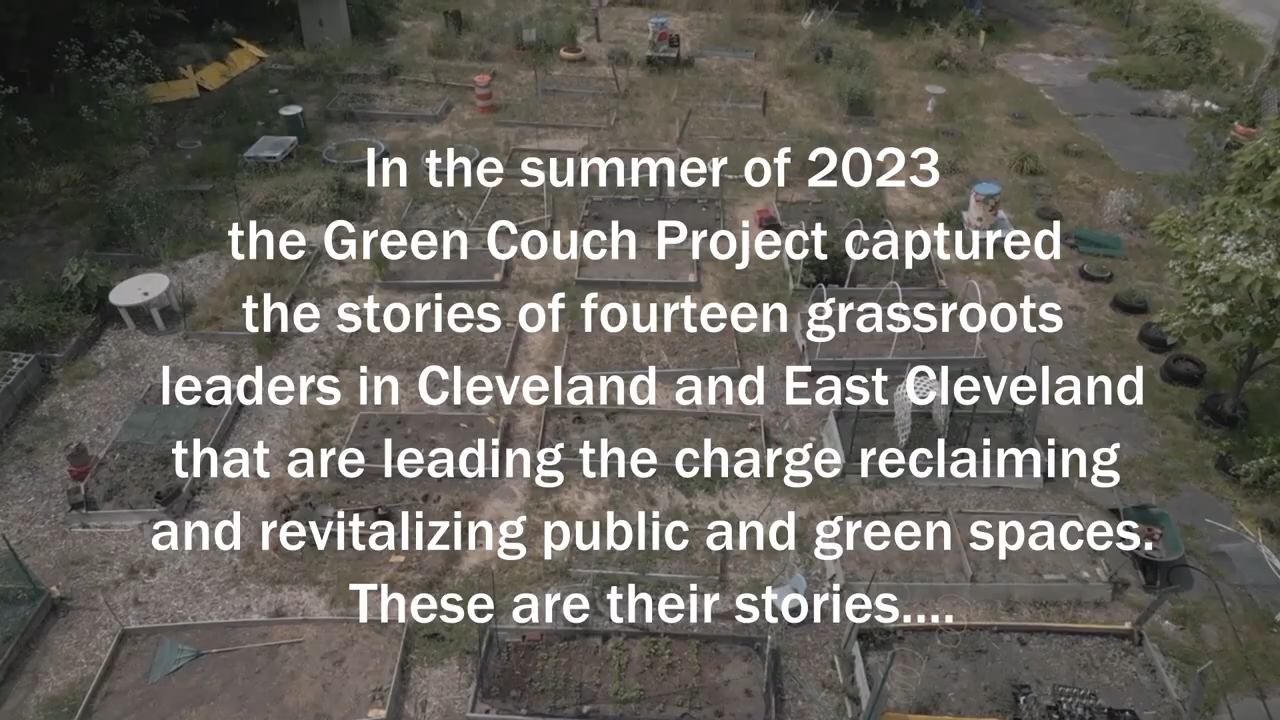 In the summer of 2023
the Green Couch Project captured
the stories of fourteen grassroots
leaders in Cleveland and East Cleveland
that are leading the charge reclaiming
and revitalizing public and green spaces.
These are their stories....